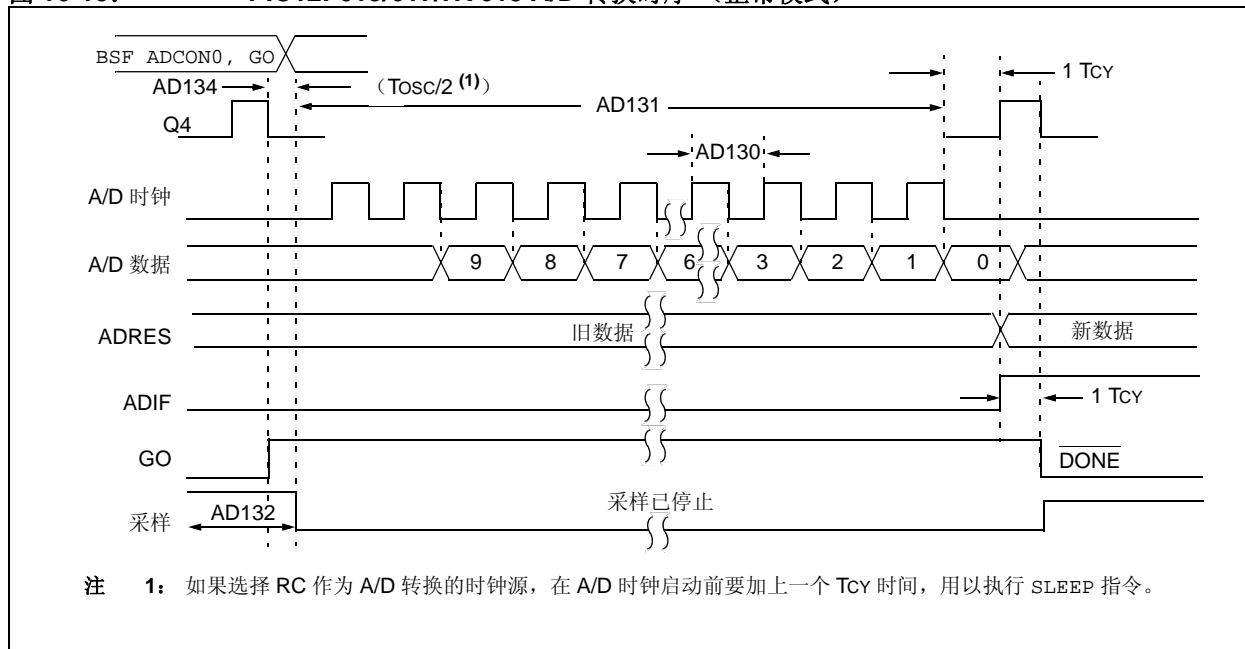 BSF ADCON0, GO
AD134
（TOSC/2 (1)）
AD131
1 TCY
Q4
AD130
A/D 时钟
A/D 数据
9 8 7 6 3 2 1 0
ADRES
旧数据
新数据
ADIF
1 TCY
GO
DONE
采样
AD132
采样已停止
注 1： 如果选择 RC 作为 A/D 转换的时钟源，在 A/D 时钟启动前要加上一个 TCY 时间，用以执行 SLEEP 指令。